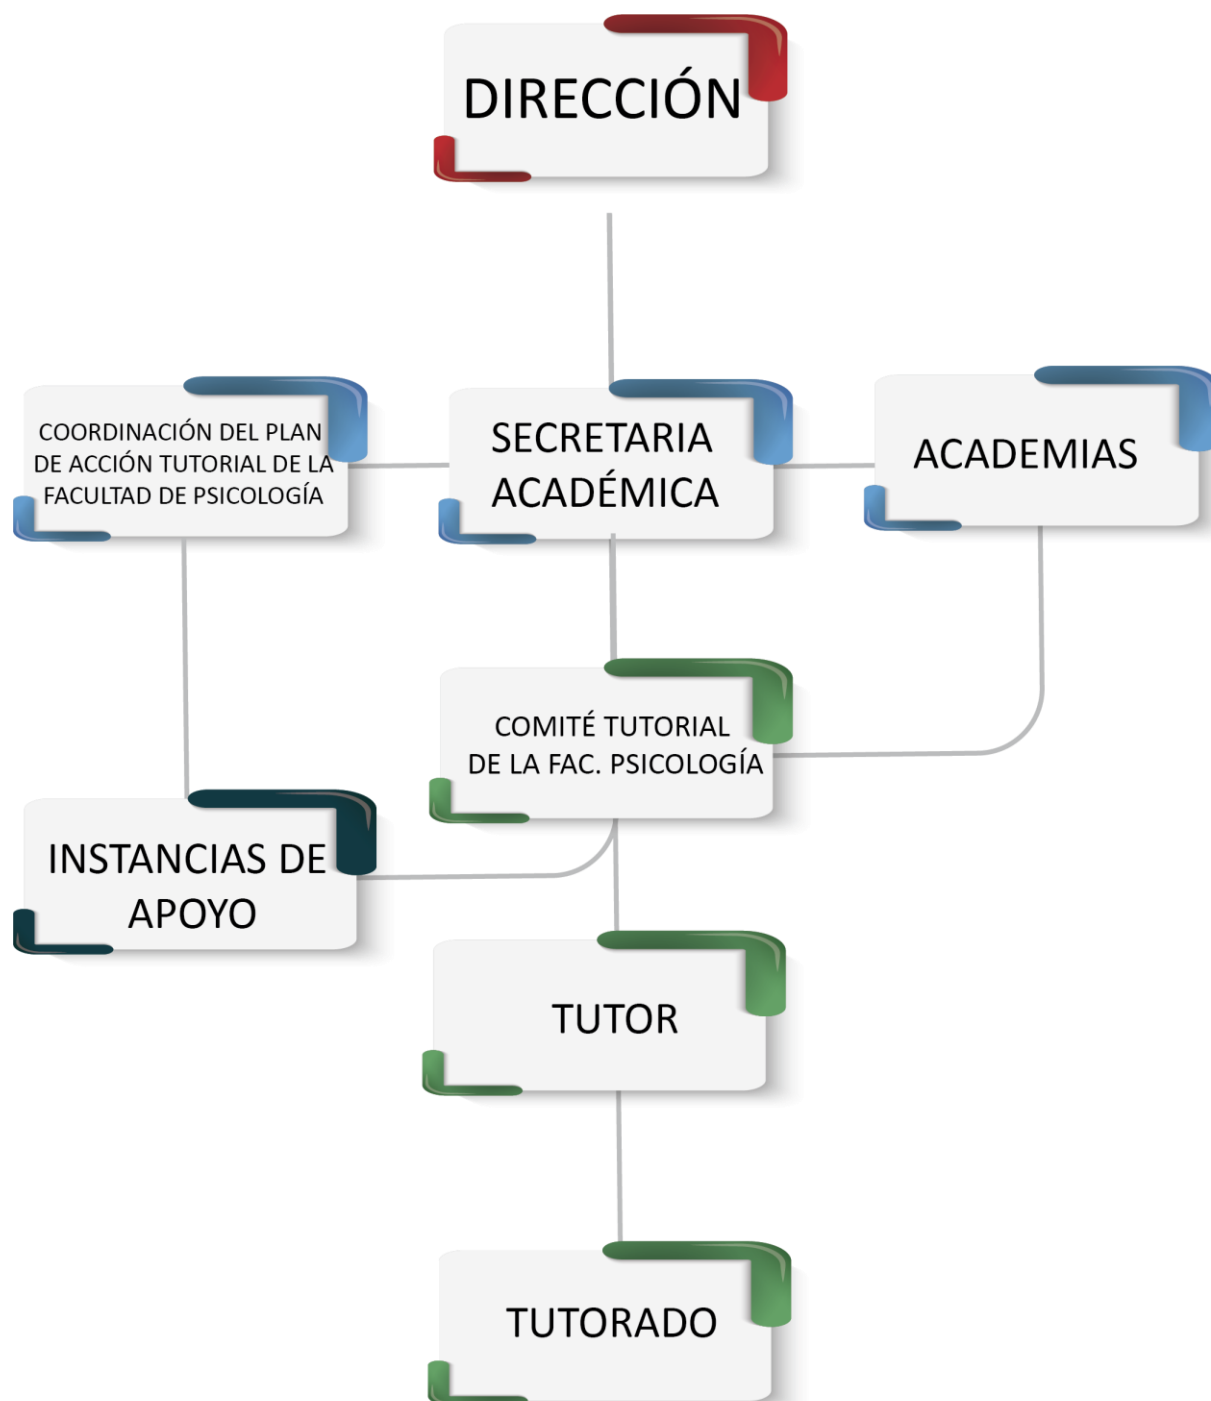 DIRECCIÓN
COORDINACIÓN DEL PLAN
DE ACCIÓN TUTORIAL DE LA
FACULTAD DE PSICOLOGÍA
SECRETARIA
ACADÉMICA
ACADEMIAS
COMITÉ TUTORIAL
DE LA FAC. PSICOLOGÍA
INSTANCIAS DE
APOYO
TUTOR
TUTORADO